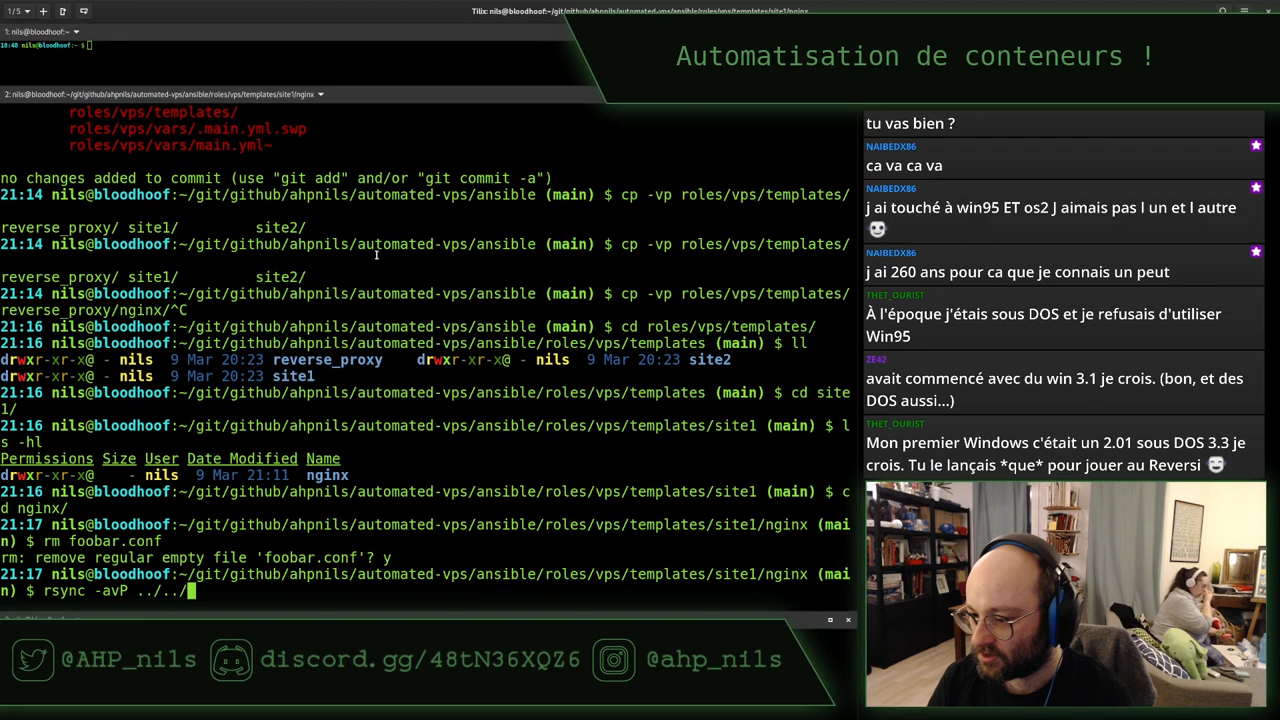 1/5
Tilix: nils@bloodhoof:~/git/github/ahpnils/automated-vps/ansible/roles/vps/templates/site1/nginx
1: nils@bloodhoof:~
18:48 nils@bloodhoof:~ $
Automatisation de conteneurs !
2: nils@bloodhoof:~/git/github/ahpnils/automated-vps/ansible/roles/vps/templates/site1/nginx
roles/vps/templates/
roles/vps/vars/.main.yml.swp
roles/vps/vars/main.yml~
no changes added to commit (use "git add" and/or "git commit -a")
21:14 nils@bloodhoof:~/git/github/ahpnils/automated-vps/ansible (main) $ cp -vp roles/vps/templates/
reverse_proxy/ site1/ site2/
21:14 nils@bloodhoof:~/git/github/ahpnils/automated-vps/ansible (main) $ cp -vp roles/vps/templates/
reverse_proxy/ site1/ site2/
21:14 nils@bloodhoof:~/git/github/ahpnils/automated-vps/ansible (main) $ cp -vp roles/vps/templates/
reverse_proxy/nginx/^C
21:16 nils@bloodhoof:~/git/github/ahpnils/automated-vps/ansible (main) $ cd roles/vps/templates/
21:16 nils@bloodhoof:~/git/github/ahpnils/automated-vps/ansible/roles/vps/templates (main) $ ll
drwxr-xr-x@ - nils 9 Mar 20:23 reverse_proxy drwxr-xr-x@ - nils 9 Mar 20:23 site2
drwxr-xr-x@ - nils 9 Mar 20:23 site1
21:16 nils@bloodhoof:~/git/github/ahpnils/automated-vps/ansible/roles/vps/templates (main) $ cd site
1/
21:16 nils@bloodhoof:~/git/github/ahpnils/automated-vps/ansible/roles/vps/templates/site1 (main) $ l
s -hl
Permissions Size User Date Modified Name
drwxr-xr-x@ - nils 9 Mar 21:11 nginx
21:16 nils@bloodhoof:~/git/github/ahpnils/automated-vps/ansible/roles/vps/templates/site1 (main) $ c
d nginx/
21:17 nils@bloodhoof:~/git/github/ahpnils/automated-vps/ansible/roles/vps/templates/site1/nginx (mai
n) $ rm foobar.conf
rm: remove regular empty file 'foobar.conf'? y
21:17 nils@bloodhoof:~/git/github/ahpnils/automated-vps/ansible/roles/vps/templates/site1/nginx (mai
n) $ rsync -avP ../../
tu vas bien ?
NAIBEDX86
ca va ca va
NAIBEDX86
j ai touché à win95 ET os2 J aimais pas l un et l autre
NAIBEDX86
j ai 260 ans pour ca que je connais un peut
THET_OURIST
À l'époque j'étais sous DOS et je refusais d'utiliser
Win95
ZE42
avait commencé avec du win 3.1 je crois. (bon, et des
DOS aussi...)
THET_OURIST
Mon premier Windows c'était un 2.01 sous DOS 3.3 je
crois. Tu le lançais *que* pour jouer au Reversi
@AHP_nils
discord.gg/48tN36XQZ6
@ahp_nils